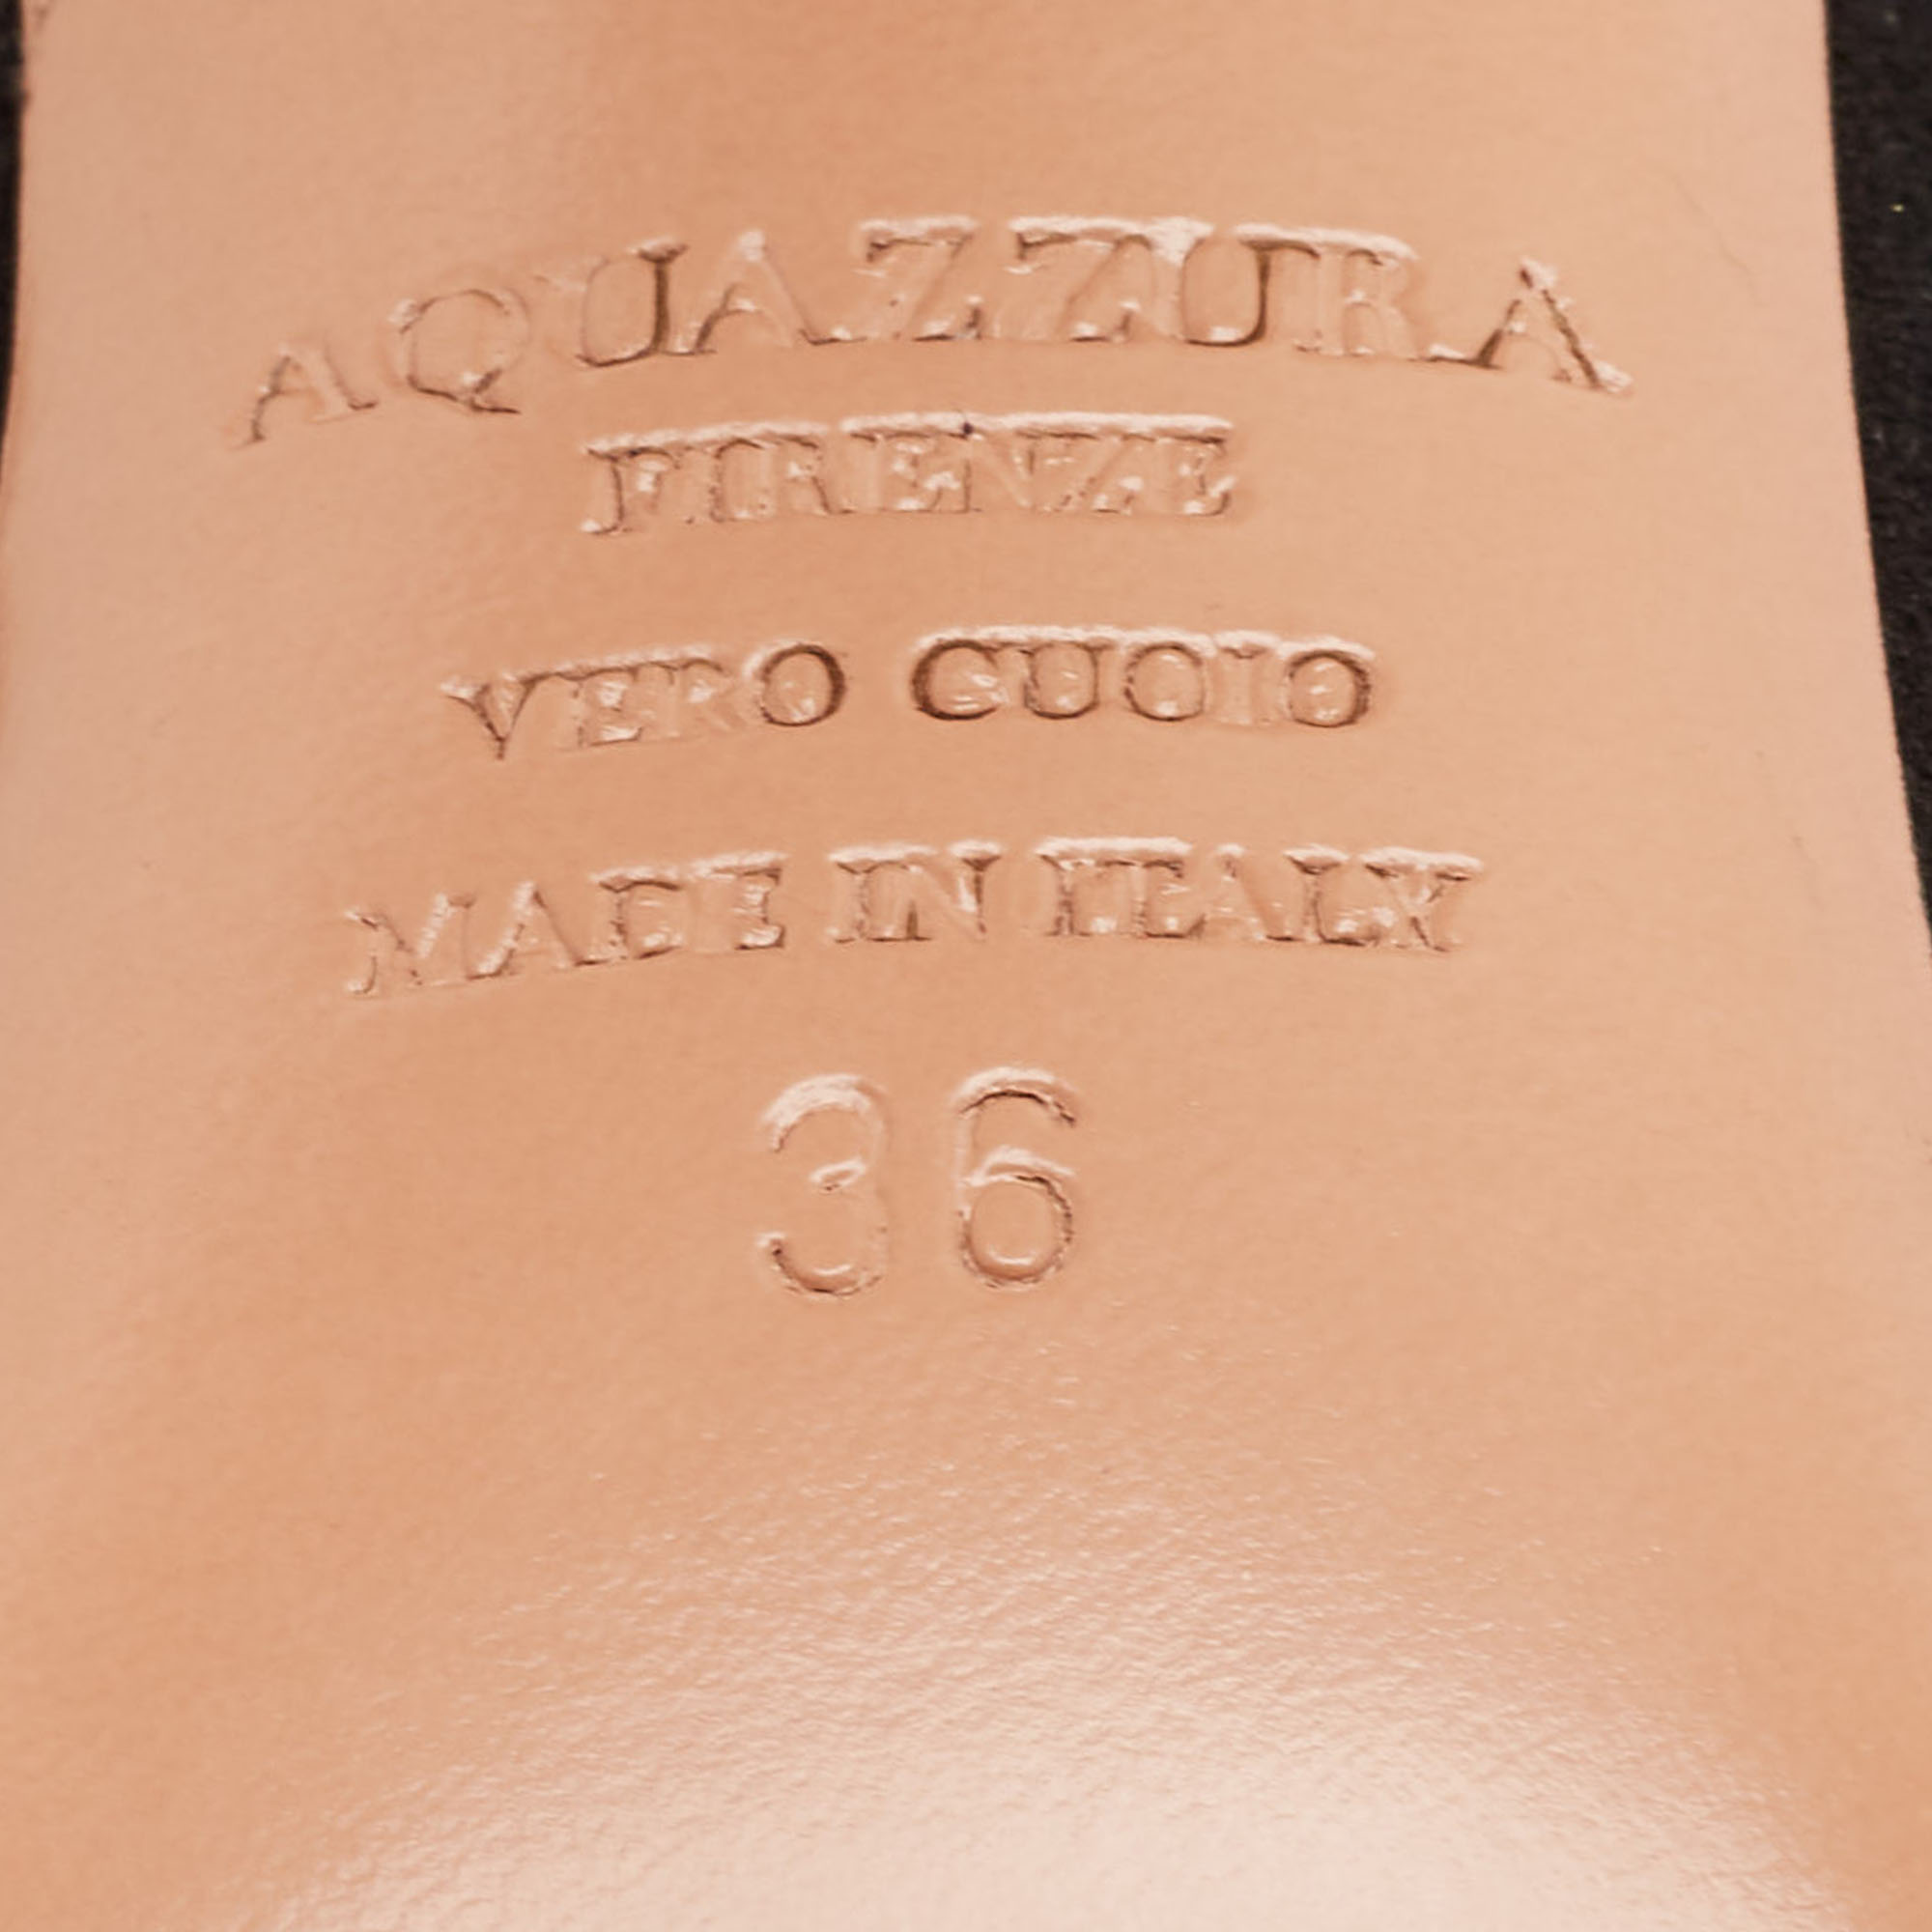 AQUAZZURA
FIRENZE
VERO CUOIO
MADE IN ITALY
36